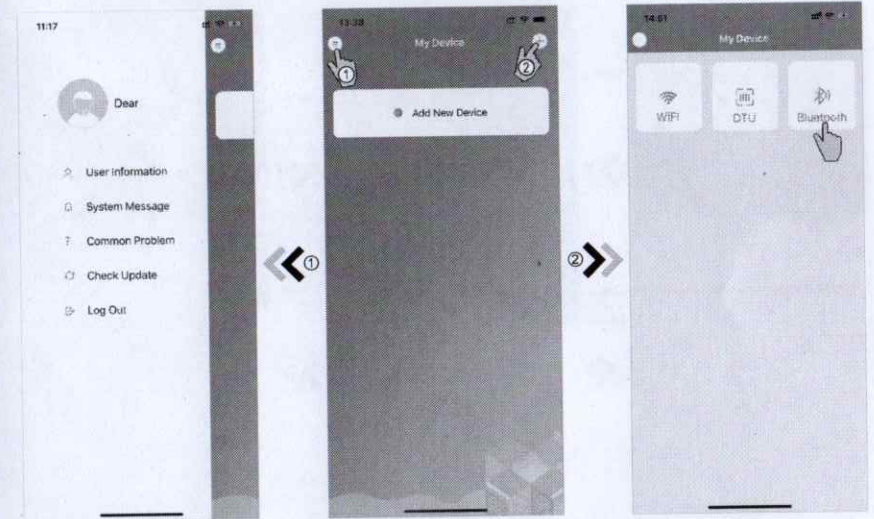 11:17
Dear
User Information
System Message
? Common Problem
Check Update
Log Out
①
13:38
My Device
①
②
Add New Device
②
14:51
My Device
WIFI
DTU
Bluetooth